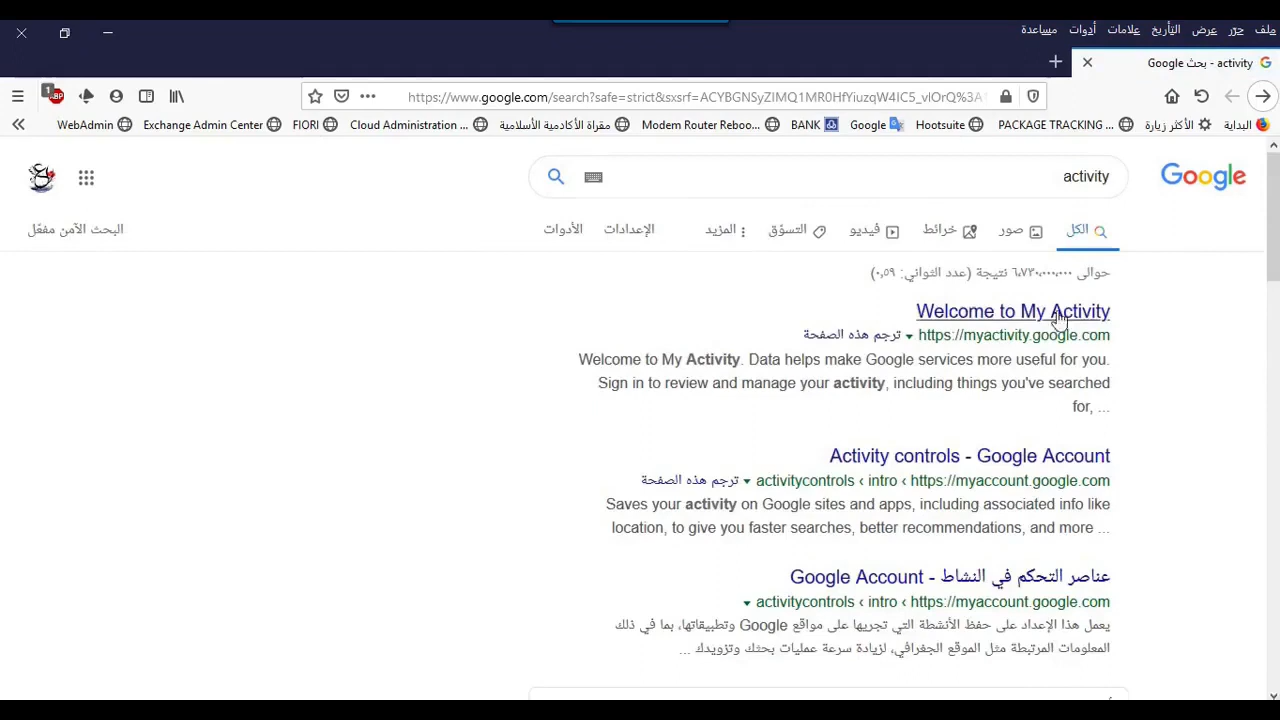 ملف حرّر عرض التأريخ علامات أدوات مساعدة
activity - بحث Google
https://www.google.com/search?safe=strict&sxsrf=ACYBGNSyZIMQ1MR0HfYiuzqW4IC5_vIOrQ%3A
1
ABP
البداية الأكثر زيارة PACKAGE TRACKING ... Hootsuite Google BANK Modem Router Reboo... مقرأة الأكاديمية الأسلامية Cloud Administration ... FIORI Exchange Admin Center WebAdmin
Google
activity
الكل صور خرائط فيديو التسوّق المزيد الإعدادات الأدوات
البحث الآمن مفعّل
حوالى ٦٬٧٣٠٬٠٠٠٬٠٠٠ نتيجة (عدد الثواني: ٠٫٥٩)
Welcome to My Activity
https://myactivity.google.com ترجم هذه الصفحة
Welcome to My Activity. Data helps make Google services more useful for you.
Sign in to review and manage your activity, including things you've searched
for, ...
Activity controls - Google Account
https://myaccount.google.com › intro › activitycontrols ترجم هذه الصفحة
Saves your activity on Google sites and apps, including associated info like
location, to give you faster searches, better recommendations, and more ...
عناصر التحكم في النشاط - Google Account
https://myaccount.google.com › intro › activitycontrols
يعمل هذا الإعداد على حفظ الأنشطة التي تجريها على مواقع Google وتطبيقاتها، بما في ذلك
المعلومات المرتبطة مثل الموقع الجغرافي، لزيادة سرعة عمليات بحثك وتزويدك ...